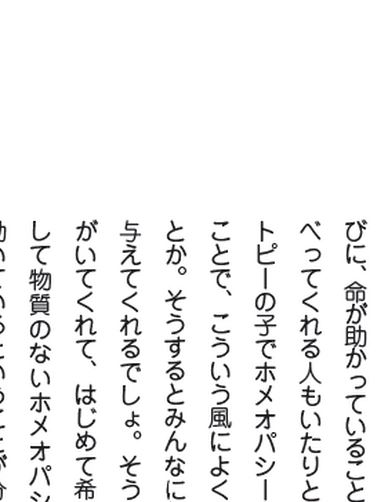 びに、命が助かっていること
べってくれる人もいたりと
トピーの子でホメオパシー
ことで、こういう風によく
とか。そうするとみんなに
与えてくれるでしょ。そう
がいてくれて、はじめて希
して物質のないホメオパシ